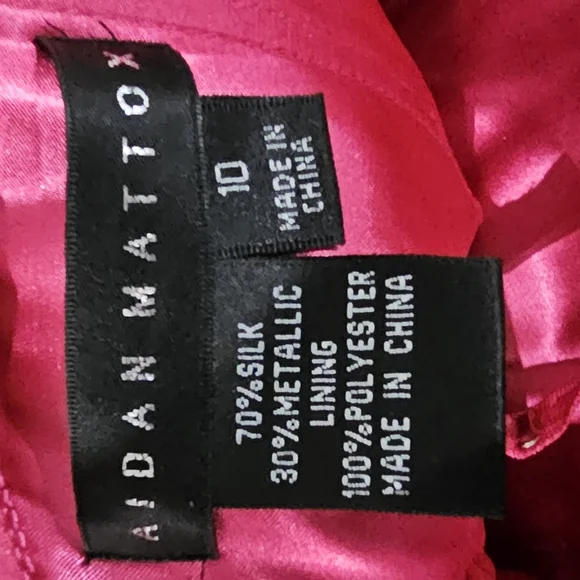 AIDAN MATTOX
10
MADE IN
CHINA
70%SILK
30%METALLIC
LINING
100%POLYESTER
MADE IN CHINA